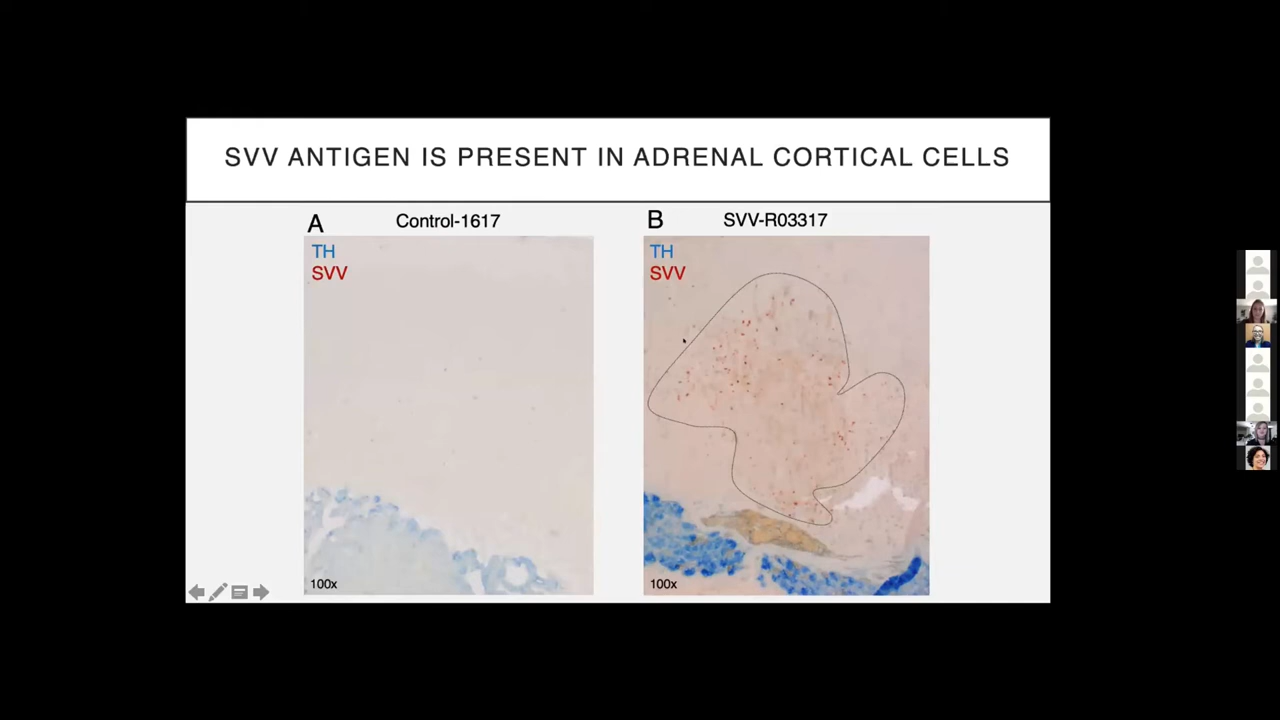 SVV ANTIGEN IS PRESENT IN ADRENAL CORTICAL CELLS
A
Control-1617
TH
SVV
100x
B
SVV-R03317
TH
SVV
100x